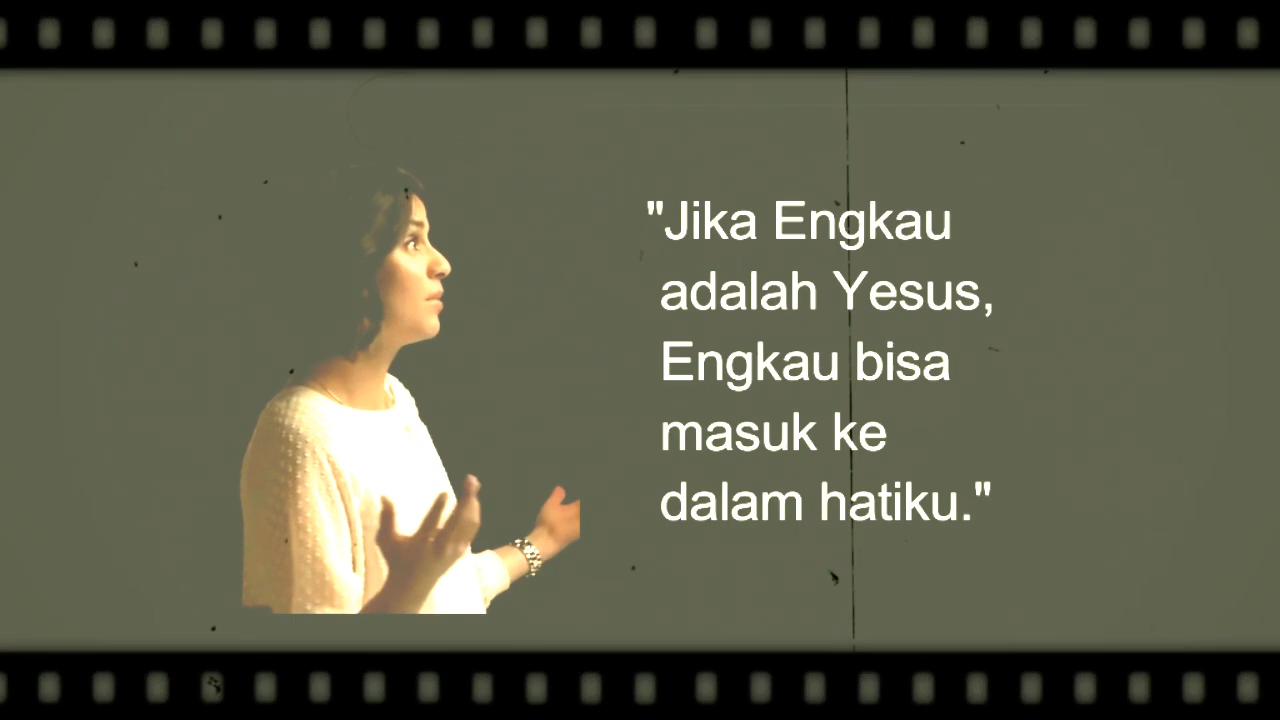 "Jika Engkau
adalah Yesus,
Engkau bisa
masuk ke
dalam hatiku."